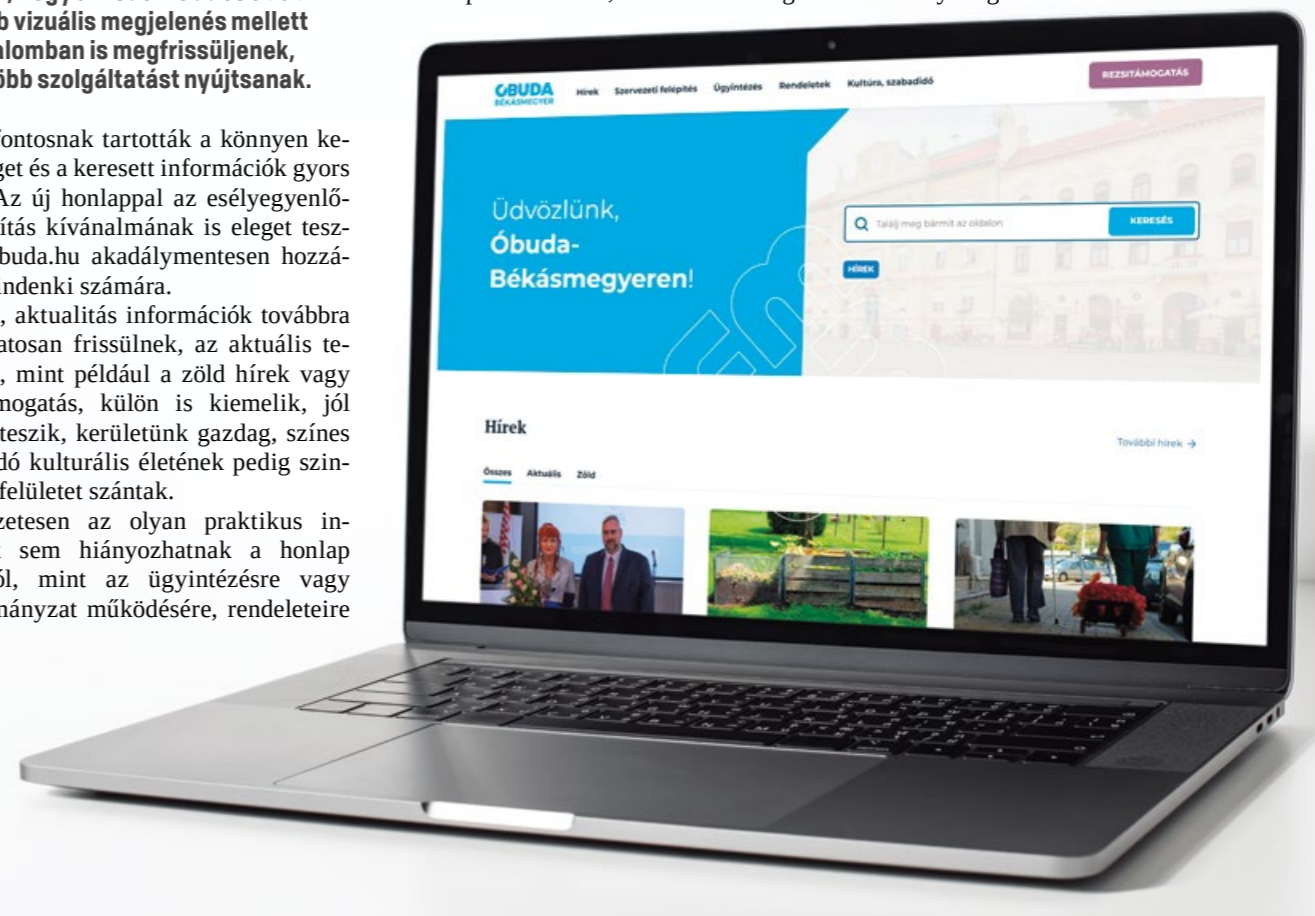 b vizuális megjelenés mellett
alomban is megfrissüljenek,
öbb szolgáltatást nyújtsanak.
fontosnak tartották a könnyen ke-
get és a keresett információk gyors
Az új honlappal az esélyegyenlő-
ítás kívánalmának is eleget tesz-
buda.hu akadálymentesen hozzá-
indenki számára.
, aktualitás információk továbbra
atosan frissülnek, az aktuális te-
, mint például a zöld hírek vagy
mogatás, külön is kiemelik, jól
teszik, kerületünk gazdag, színes
dó kulturális életének pedig szin-
felületet szántak.
zetesen az olyan praktikus in-
k sem hiányozhatnak a honlap
ól, mint az ügyintézésre vagy
mányzat működésére, rendeleteire
ÓBUDA
BÉKÁSMEGYER
Hírek Szervezeti felépítés Ügyintézés Rendeletek Kultúra, szabadidő
REZSITÁMOGATÁS
Üdvözlünk,
Óbuda-
Békásmegyeren!
Találj meg bármit az oldalon
KERESÉS
HÍREK
Hírek
További hírek →
Összes Aktuális Zöld